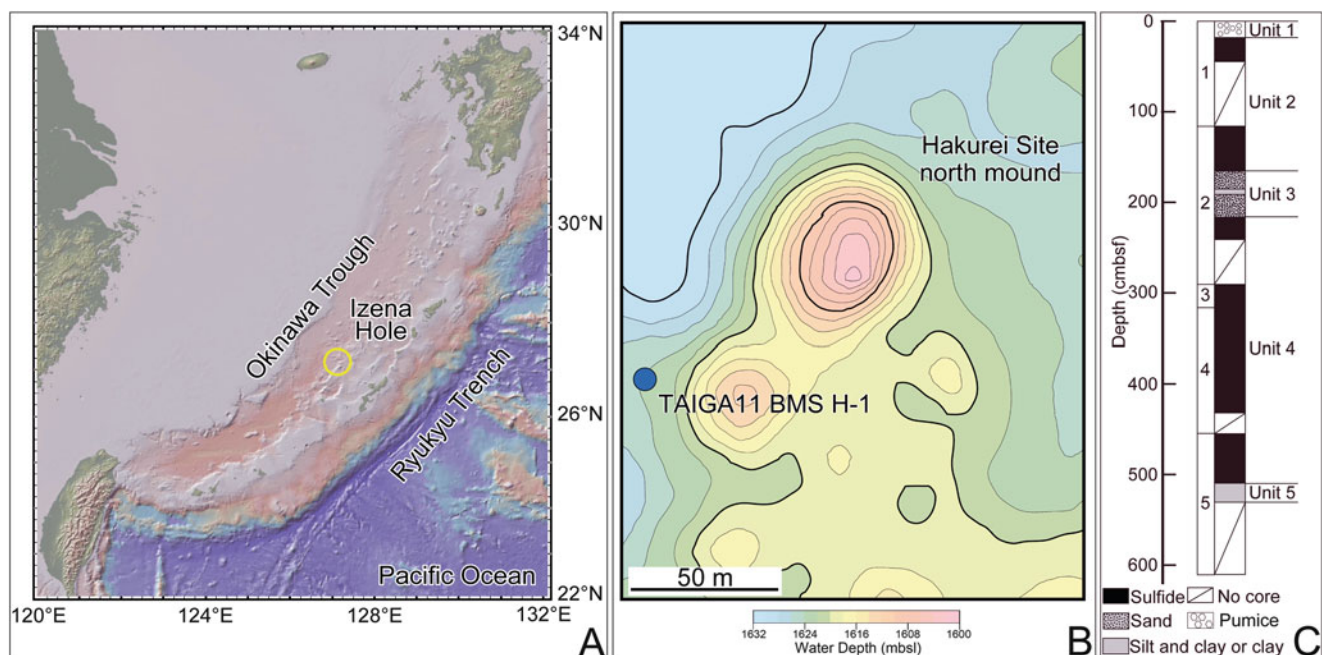 34°N
30°N
26°N
22°N
120°E
124°E
128°E
132°E
Okinawa Trough
Izena
Hole
Ryukyu Trench
Pacific Ocean
A
Hakurei Site
north mound
TAIGA11 BMS H-1
50 m
1632
1624
1616
1608
1600
Water Depth (mbsl)
B
Depth (cmbsf)
0
100
200
300
400
500
600
1
2
3
4
5
Unit 1
Unit 2
Unit 3
Unit 4
Unit 5
Sulfide
No core
Sand
Pumice
Silt and clay or clay
C